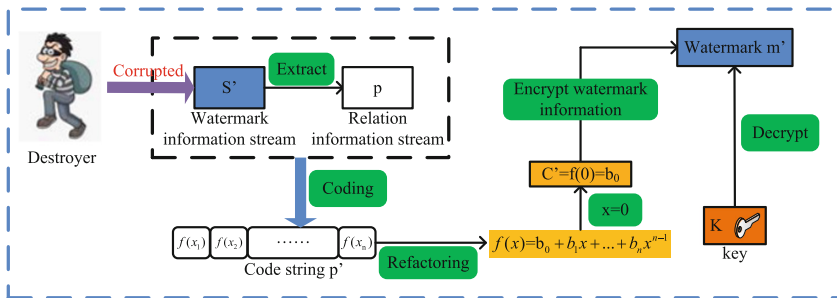 Destroyer
Corrupted
S’
Extract
p
Watermark
information stream
Relation
information stream
Coding
f(x₁) f(x₂) ...... f(xₙ)
Code string p’
Refactoring
f(x)=b₀+b₁x+...+bₙxⁿ⁻¹
x=0
C’=f(0)=b₀
Encrypt watermark
information
Watermark m’
Decrypt
K
key